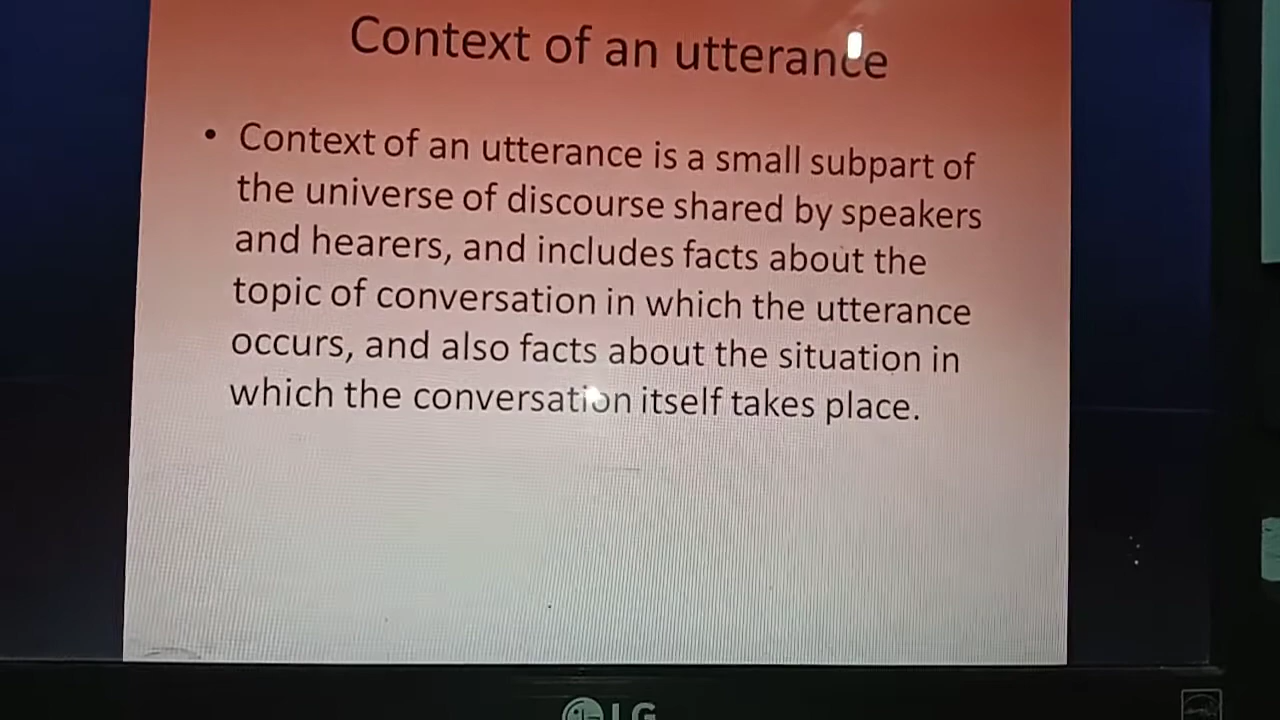 Context of an utterance
• Context of an utterance is a small subpart of
the universe of discourse shared by speakers
and hearers, and includes facts about the
topic of conversation in which the utterance
occurs, and also facts about the situation in
which the conversation itself takes place.
LG